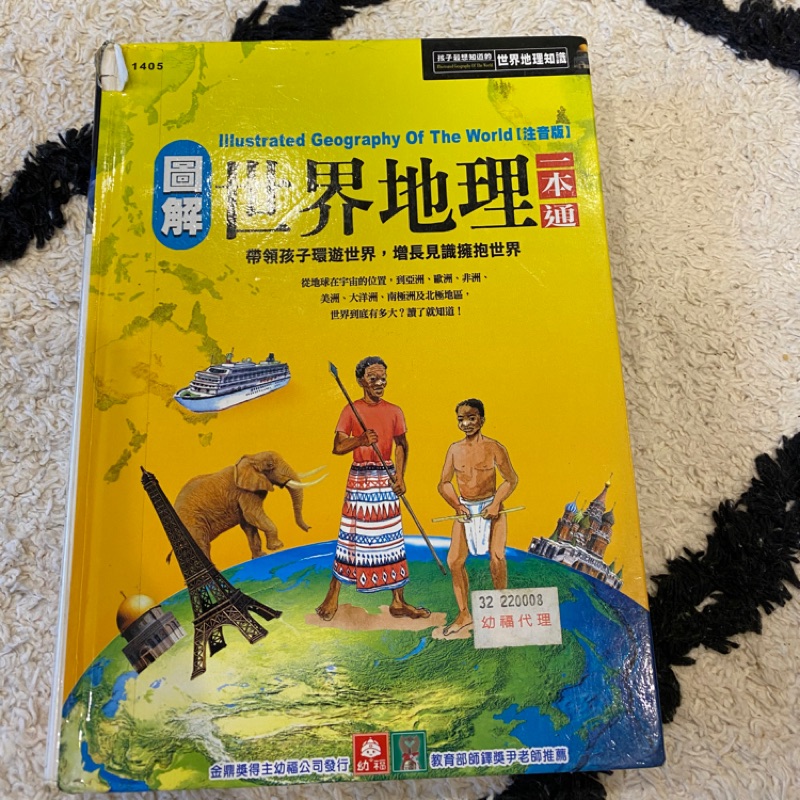 1405
孩子最想知道的 世界地理知識
Illustrated Geography Of The World
Illustrated Geography Of The World【注音版】
圖解 世界地理 一本通
帶領孩子環遊世界，增長見識擁抱世界
從地球在宇宙的位置，到亞洲、歐洲、非洲、
美洲、大洋洲、南極洲及北極地區，
世界到底有多大？讀了就知道！
32 220008
幼福代理
金鼎獎得主幼福公司發行 幼福 教育部師鐸獎尹老師推薦